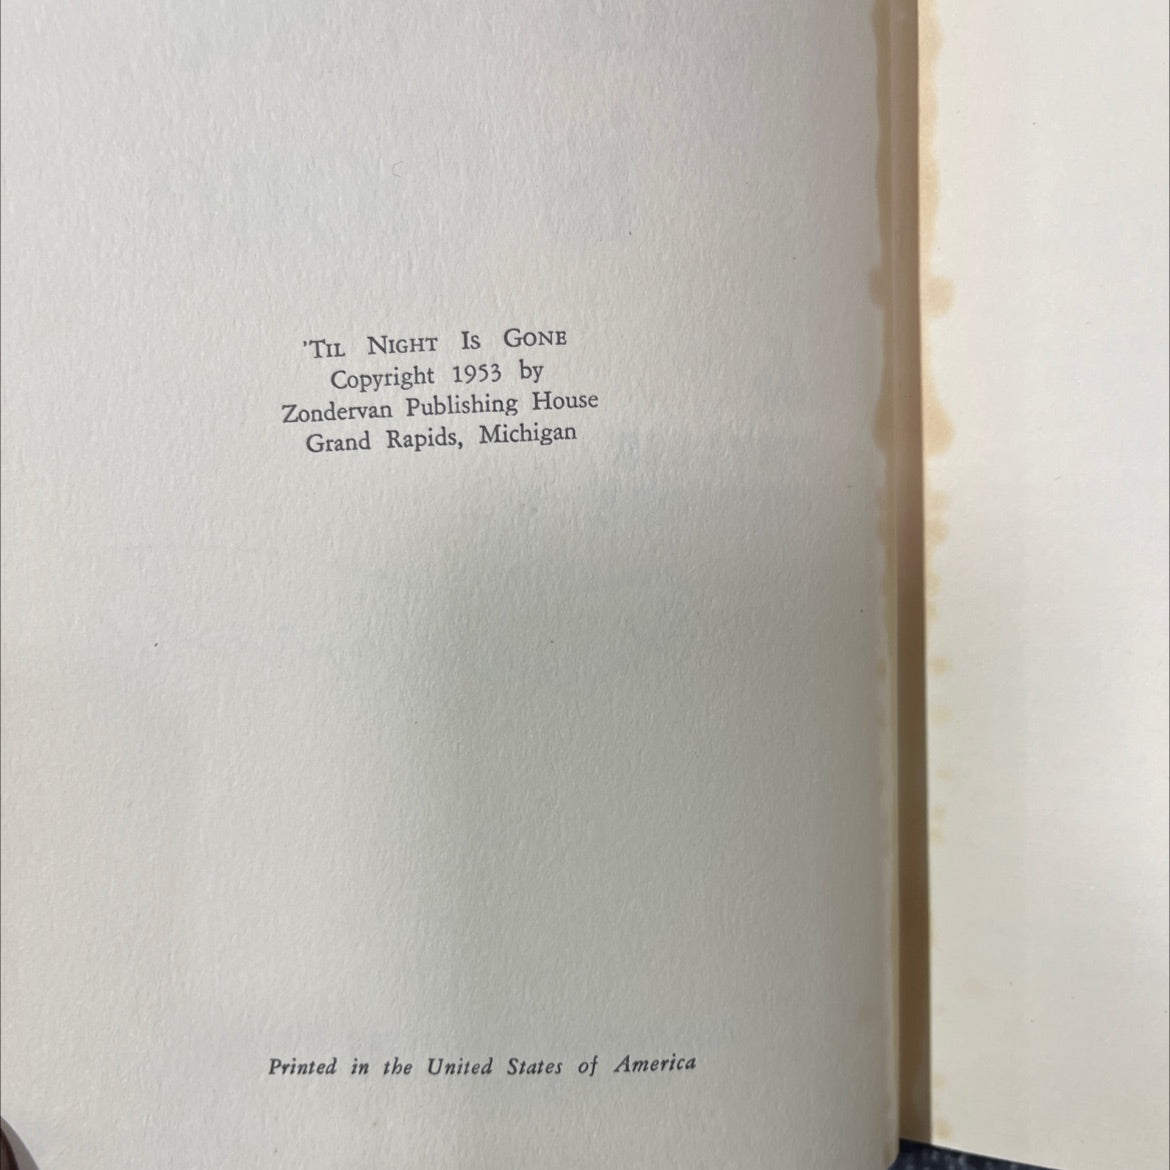 'Til Night Is Gone
Copyright 1953 by
Zondervan Publishing House
Grand Rapids, Michigan
Printed in the United States of America